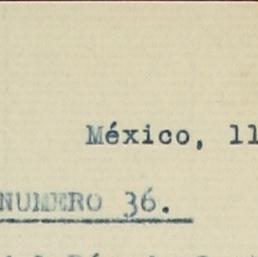 México, 11
NUMERO 36.